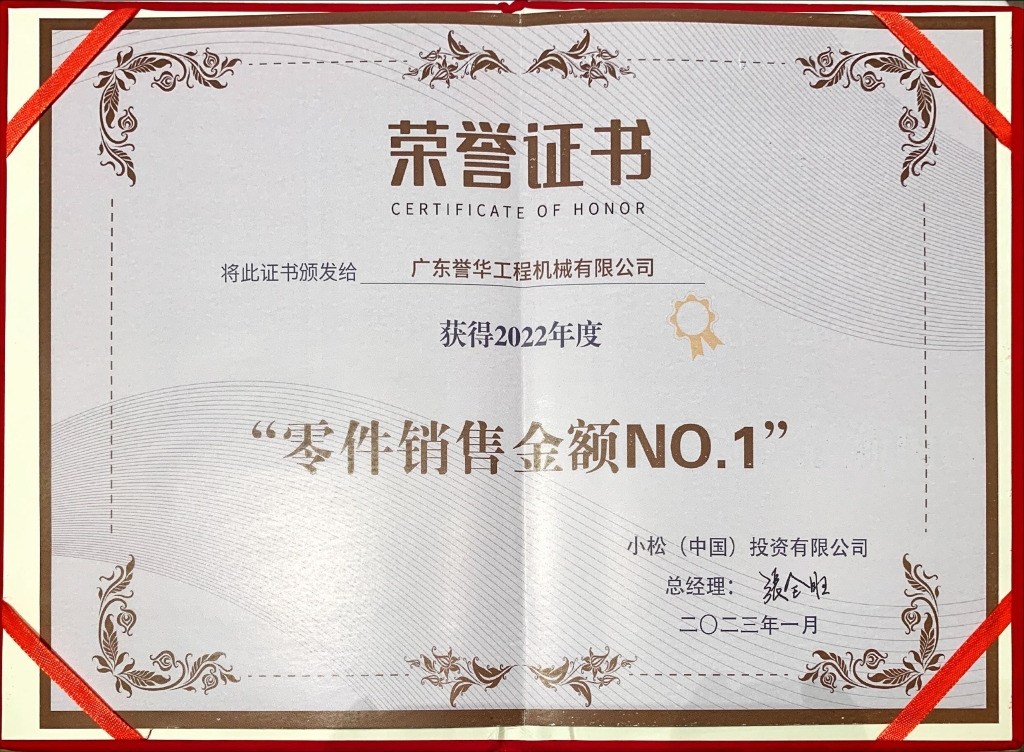 荣誉证书
CERTIFICATE OF HONOR
将此证书颁发给 广东誉华工程机械有限公司
获得2022年度
“零件销售金额NO.1”
小松（中国）投资有限公司
总经理： 張全旺
二〇二三年一月